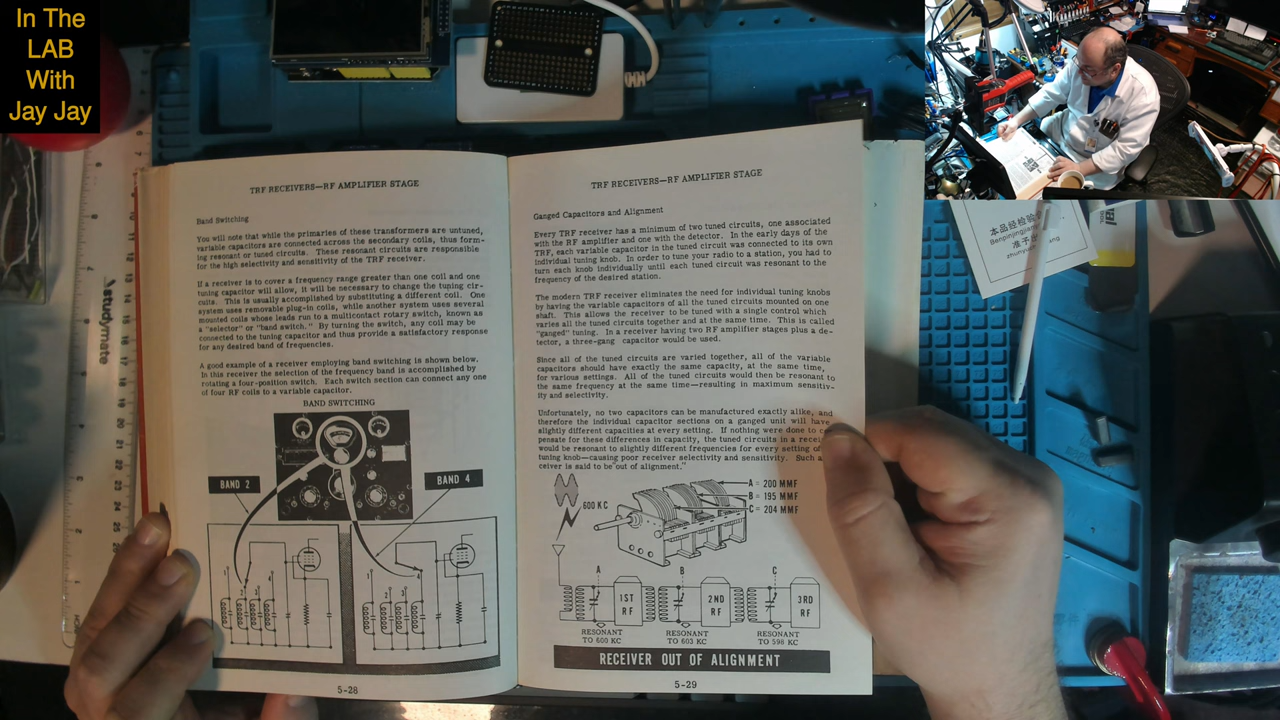 In The
LAB
With
Jay Jay
TRF RECEIVERS—RF AMPLIFIER STAGE
Band Switching
You will note that while the primaries of these transformers are untuned,
variable capacitors are connected across the secondary coils, thus form-
ing resonant or tuned circuits. These resonant circuits are responsible
for the high selectivity and sensitivity of the TRF receiver.
If a receiver is to cover a frequency range greater than one coil and one
tuning capacitor will allow, it will be necessary to change the tuning cir-
cuits. This is usually accomplished by substituting a different coil. One
system uses removable plug-in coils, while another system uses several
mounted coils whose leads run to a multicontact rotary switch, known as
a "selector" or "band switch." By turning the switch, any coil may be
connected to the tuning capacitor and thus provide a satisfactory response
for any desired band of frequencies.
A good example of a receiver employing band switching is shown below.
In this receiver the selection of the frequency band is accomplished by
rotating a four-position switch. Each switch section can connect any one
of four RF coils to a variable capacitor.
BAND SWITCHING
BAND 2
BAND 4
5-28
TRF RECEIVERS—RF AMPLIFIER STAGE
Ganged Capacitors and Alignment
Every TRF receiver has a minimum of two tuned circuits, one associated
with the RF amplifier and one with the detector. In the early days of the
TRF, each variable capacitor in the tuned circuit was connected to its own
individual tuning knob. In order to tune your radio to a station, you had to
turn each knob individually until each tuned circuit was resonant to the
frequency of the desired station.
The modern TRF receiver eliminates the need for individual tuning knobs
by having the variable capacitors of all the tuned circuits mounted on one
shaft. This allows the receiver to be tuned with a single control which
varies all the tuned circuits together and at the same time. This is called
"ganged" tuning. In a receiver having two RF amplifier stages plus a de-
tector, a three-gang capacitor would be used.
Since all of the tuned circuits are varied together, all of the variable
capacitors should have exactly the same capacity, at the same time,
for various settings. All of the tuned circuits would then be resonant to
the same frequency at the same time—resulting in maximum sensitiv-
ity and selectivity.
Unfortunately, no two capacitors can be manufactured exactly alike, and
therefore the individual capacitor sections on a ganged unit will have
slightly different capacities at every setting. If nothing were done to
pensate for these differences in capacity, the tuned circuits in a
would be resonant to slightly different frequencies for every setting
tuning knob—causing poor receiver selectivity and sensitivity. Such
ceiver is said to be "out of alignment."
600 KC
A = 200 MMF
B = 195 MMF
C = 204 MMF
A
B
C
1ST
RF
2ND
RF
3RD
RF
RESONANT
TO 600 KC
RESONANT
TO 603 KC
RESONANT
TO 598 KC
RECEIVER OUT OF ALIGNMENT
5-29
studymate
本品经检验